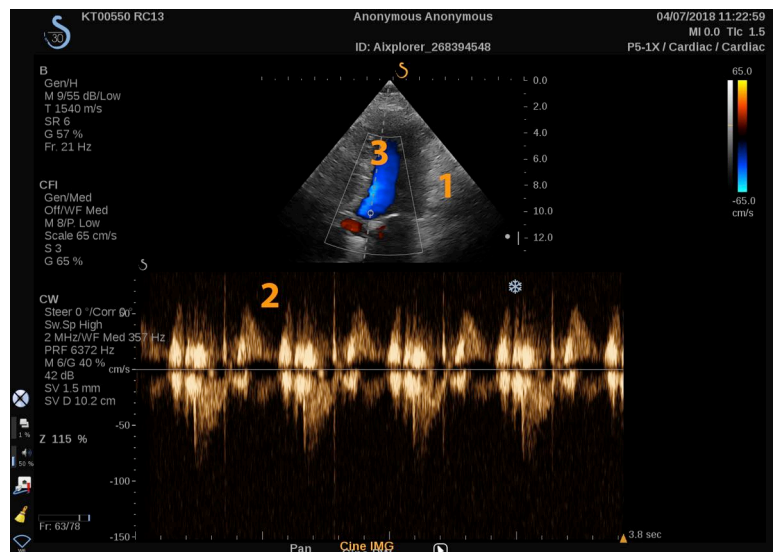 KT00550 RC13
Anonymous Anonymous
04/07/2018 11:22:59
MI 0.0 TIc 1.5
30
ID: Aixplorer_268394548
P5-1X / Cardiac / Cardiac
B
Gen/H
M 9/55 dB/Low
T 1540 m/s
SR 6
G 57 %
Fr. 21 Hz
0.0
2.0
4.0
6.0
8.0
10.0
12.0
65.0
-65.0
cm/s
3
1
CFI
Gen/Med
Off/WF Med
M 8/P. Low
Scale 65 cm/s
S 3
G 65 %
2
CW
Steer 0 °/Corr 0°
Sw.Sp High
2 MHz/WF Med 357 Hz
PRF 6372 Hz
M 6/G 40 %
42 dB
SV 1.5 mm
SV D 10.2 cm
cm/s
-50
-100
-150
Z 115 %
1 %
50 %
Fr: 63/78
3.8 sec
Pan
Cine IMG